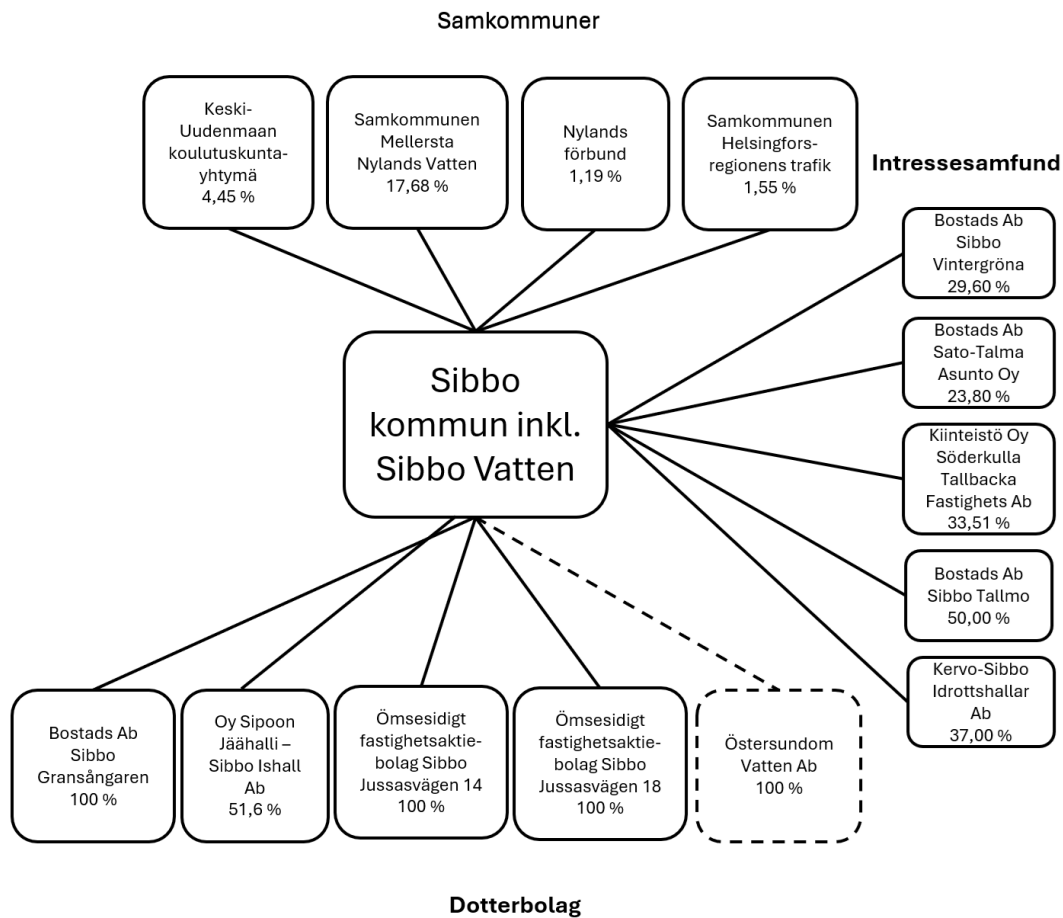 Samkommuner
Keski-
Uudenmaan
koulutuskunta-
yhtymä
4,45 %
Samkommunen
Mellersta
Nylands Vatten
17,68 %
Nylands
förbund
1,19 %
Samkommunen
Helsingfors-
regionens trafik
1,55 %
Intressesamfund
Bostads Ab
Sibbo
Vintergröna
29,60 %
Bostads Ab
Sato-Talma
Asunto Oy
23,80 %
Kiinteistö Oy
Söderkulla
Tallbacka
Fastighets Ab
33,51 %
Bostads Ab
Sibbo Tallmo
50,00 %
Kervo-Sibbo
Idrottshallar
Ab
37,00 %
Sibbo
kommun inkl.
Sibbo Vatten
Bostads Ab
Sibbo
Gransångaren
100 %
Oy Sipoon
Jäähalli –
Sibbo Ishall
Ab
51,6 %
Ömsesidigt
fastighetsaktie-
bolag Sibbo
Jussasvägen 14
100 %
Ömsesidigt
fastighetsaktie-
bolag Sibbo
Jussasvägen 18
100 %
Östersundom
Vatten Ab
100 %
Dotterbolag